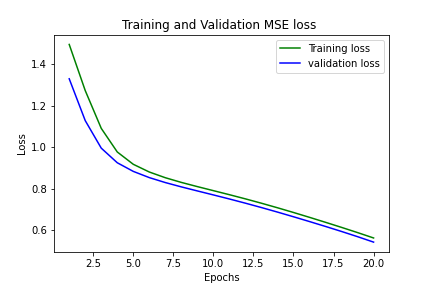 Training and Validation MSE loss
Training loss
validation loss
Loss
1.4
1.2
1.0
0.8
0.6
2.5 5.0 7.5 10.0 12.5 15.0 17.5 20.0
Epochs